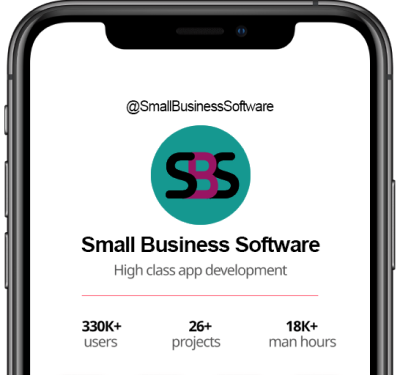 @SmallBusinessSoftware
SBS
Small Business Software
High class app development
330K+ 26+ 18K+
users projects man hours